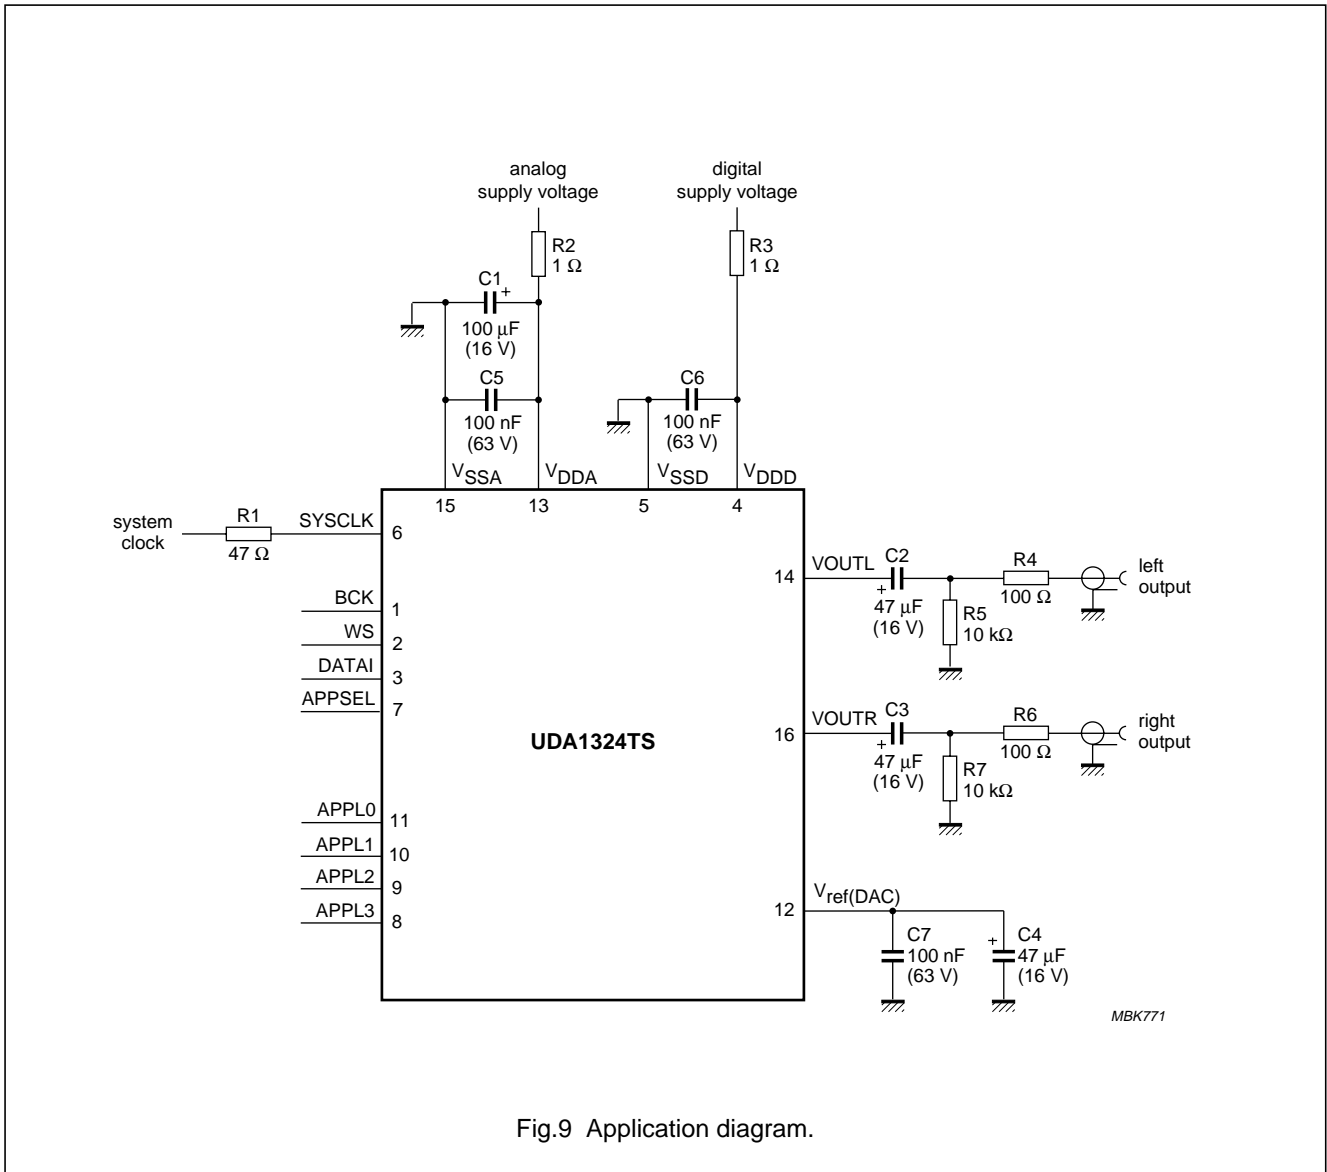 analog
supply voltage
digital
supply voltage
R2
1 Ω
R3
1 Ω
C1
+
100 µF
(16 V)
C5
100 nF
(63 V)
C6
100 nF
(63 V)
VSSA
VDDA
VSSD
VDDD
15
13
5
4
system
clock
R1
47 Ω
SYSCLK
6
BCK
1
WS
2
DATAI
3
APPSEL
7
UDA1324TS
APPL0
11
APPL1
10
APPL2
9
APPL3
8
14
VOUTL
C2
+
47 µF
(16 V)
R5
10 kΩ
R4
100 Ω
left
output
16
VOUTR
C3
+
47 µF
(16 V)
R7
10 kΩ
R6
100 Ω
right
output
12
Vref(DAC)
C7
100 nF
(63 V)
+
C4
47 µF
(16 V)
MBK771
Fig.9 Application diagram.